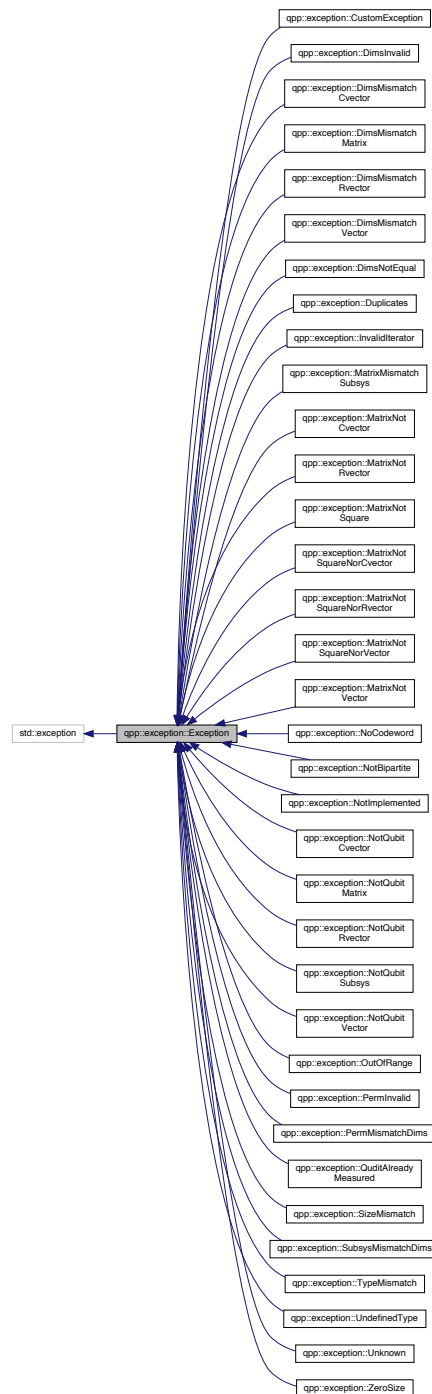 qpp::exception::CustomException
qpp::exception::DimsInvalid
qpp::exception::DimsMismatch
Cvector
qpp::exception::DimsMismatch
Matrix
qpp::exception::DimsMismatch
Rvector
qpp::exception::DimsMismatch
Vector
qpp::exception::DimsNotEqual
qpp::exception::Duplicates
qpp::exception::InvalidIterator
qpp::exception::MatrixMismatch
Subsys
qpp::exception::MatrixNot
Cvector
qpp::exception::MatrixNot
Rvector
qpp::exception::MatrixNot
Square
qpp::exception::MatrixNot
SquareNorCvector
qpp::exception::MatrixNot
SquareNorRvector
qpp::exception::MatrixNot
SquareNorVector
qpp::exception::MatrixNot
Vector
std::exception
qpp::exception::Exception
qpp::exception::NoCodeword
qpp::exception::NotBipartite
qpp::exception::NotImplemented
qpp::exception::NotQubit
Cvector
qpp::exception::NotQubit
Matrix
qpp::exception::NotQubit
Rvector
qpp::exception::NotQubit
Subsys
qpp::exception::NotQubit
Vector
qpp::exception::OutOfRange
qpp::exception::PermInvalid
qpp::exception::PermMismatchDims
qpp::exception::QuditAlready
Measured
qpp::exception::SizeMismatch
qpp::exception::SubsysMismatchDims
qpp::exception::TypeMismatch
qpp::exception::UndefinedType
qpp::exception::Unknown
qpp::exception::ZeroSize